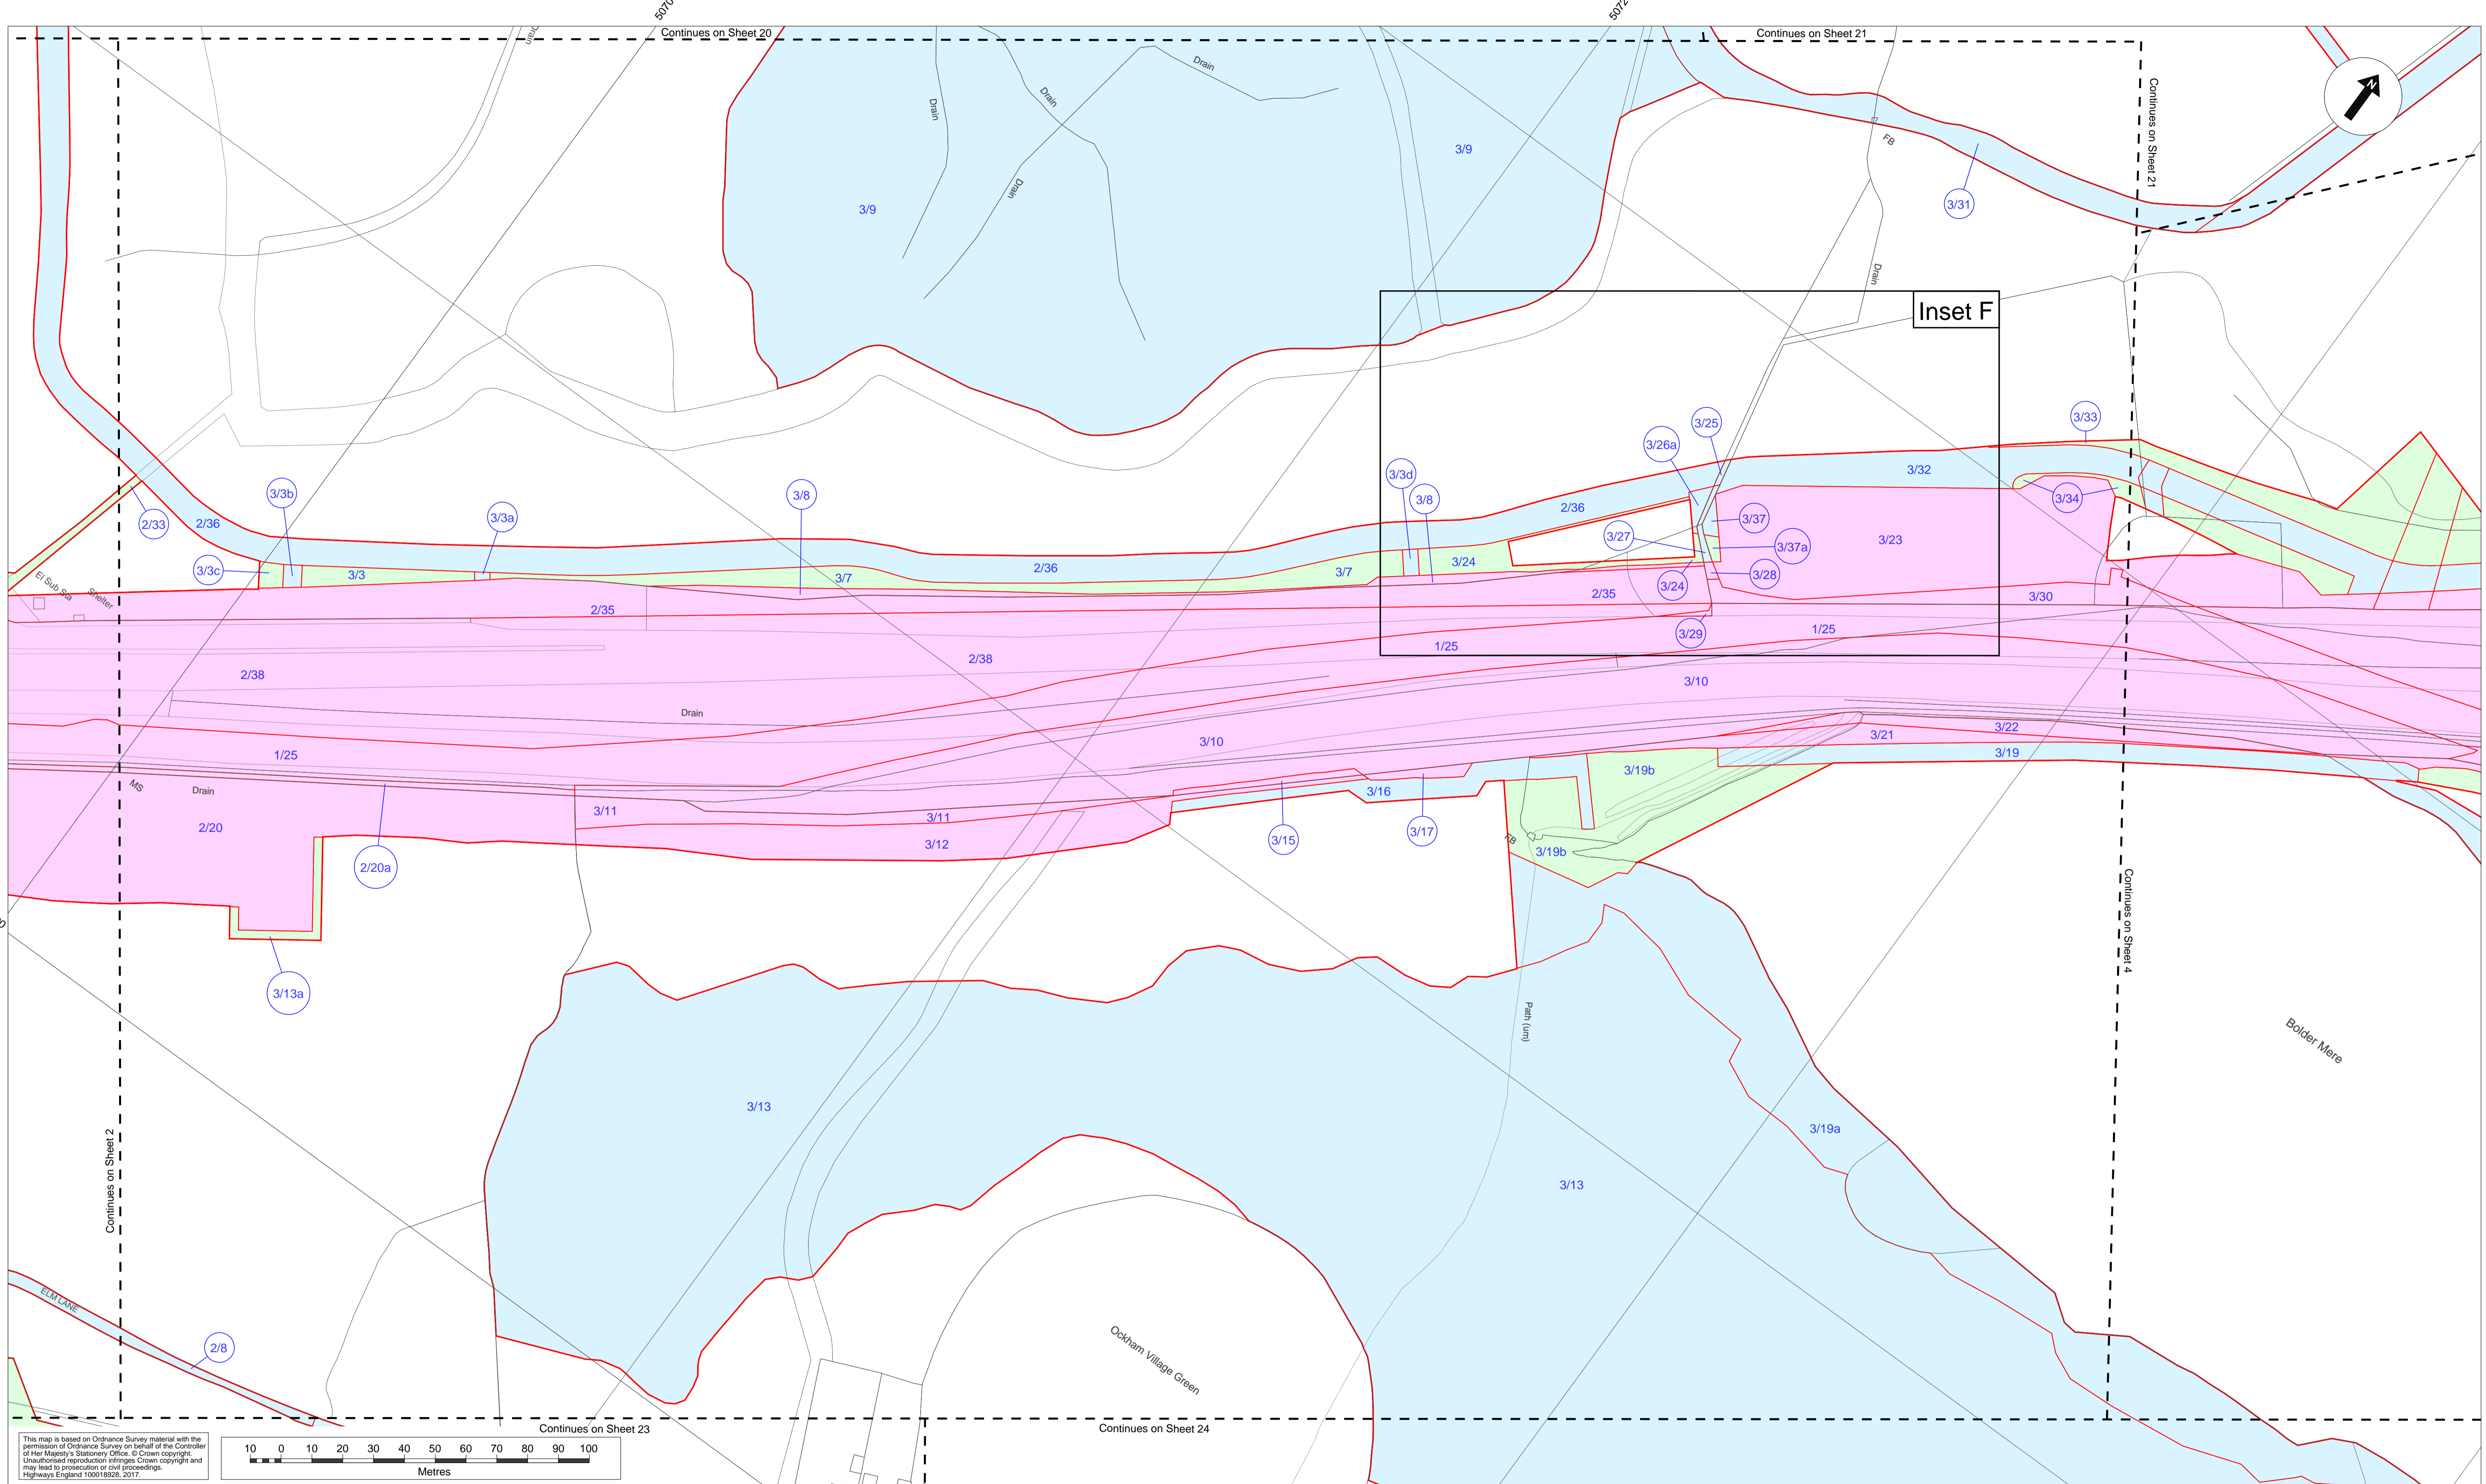 5070
5072
Continues on Sheet 20
Continues on Sheet 21
Drain
Drain
Drain
Drain
Drain
Drain
N
Continues on Sheet 21
3/9
3/9
FB
3/31
Drain
Inset F
3/25
3/33
3/26a
3/32
3/3d
3/8
3/8
3/3b
3/3a
2/33
2/36
2/36
2/36
3/34
3/37
3/27
3/37a
3/23
3/3c
3/3
3/7
3/7
3/24
3/28
3/24
El Sub Sta
Shelter
2/35
2/35
3/30
3/29
1/25
1/25
2/38
2/38
3/10
Drain
3/10
3/22
3/21
3/19
1/25
3/19b
MS
Drain
3/11
3/11
3/16
2/20
3/12
3/15
3/17
FB
3/19b
2/20a
Continues on Sheet 4
3/13a
Path (um)
Bolder Mere
3/13
3/19a
Continues on Sheet 2
3/13
ELM LANE
2/8
Ockham Village Green
Continues on Sheet 23
Continues on Sheet 24
This map is based on Ordnance Survey material with the
permission of Ordnance Survey on behalf of the Controller
of Her Majesty's Stationery Office. © Crown copyright.
Unauthorised reproduction infringes Crown copyright and
may lead to prosecution or civil proceedings.
Highways England 100018928, 2017.
10 0 10 20 30 40 50 60 70 80 90 100
Metres